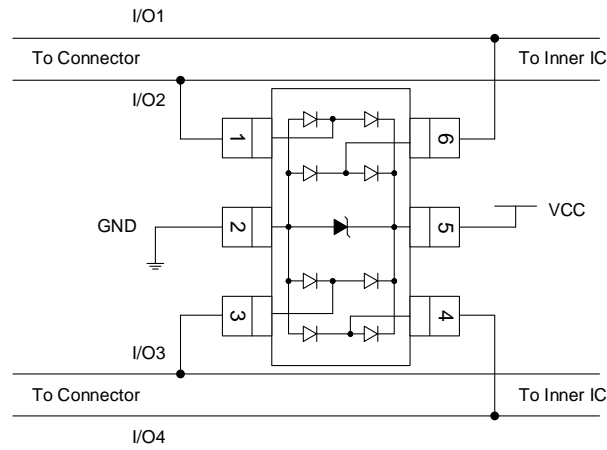 I/O1
To Connector
To Inner IC
I/O2
1
6
GND
2
5
VCC
3
4
I/O3
To Connector
To Inner IC
I/O4